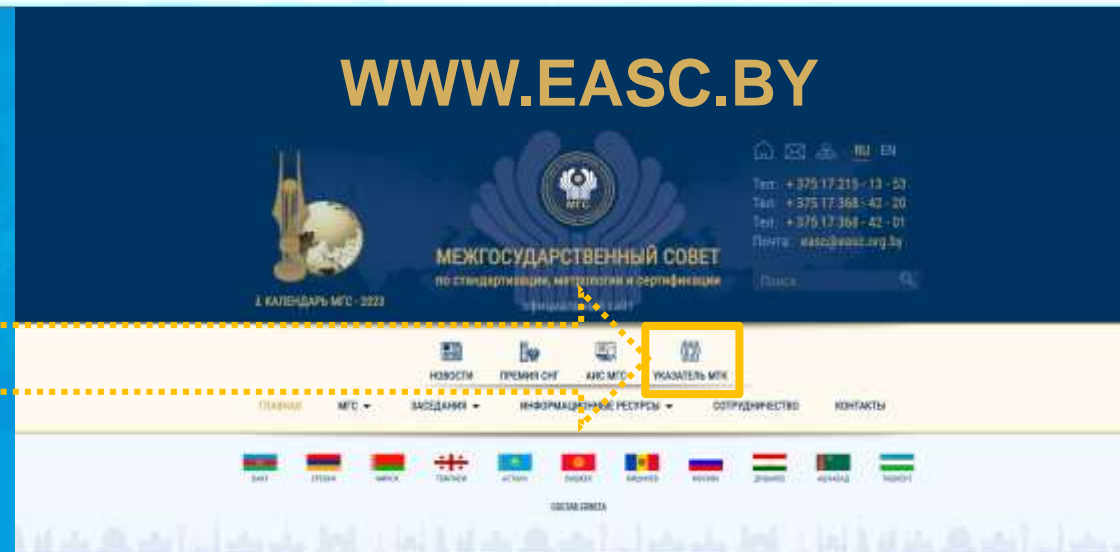 WWW.EASC.BY
RU EN
Тел: +375 17 215 - 13 - 53
Тел: +375 17 368 - 42 - 20
Тел: +375 17 368 - 42 - 01
Почта: easc@easc.org.by
Поиск
МГС
МЕЖГОСУДАРСТВЕННЫЙ СОВЕТ
по стандартизации, метрологии и сертификации
официальный сайт
КАЛЕНДАРЬ МГС - 2023
НОВОСТИ ПРЕМИЯ СНГ АИС МГС УКАЗАТЕЛЬ МТК
ГЛАВНАЯ МГС ЗАСЕДАНИЯ ИНФОРМАЦИОННЫЕ РЕСУРСЫ СОТРУДНИЧЕСТВО КОНТАКТЫ
БАКУ ЕРЕВАН МИНСК ТБИЛИСИ АСТАНА БИШКЕК КИШИНЕВ МОСКВА ДУШАНБЕ АШХАБАД ТАШКЕНТ
СОСТАВ СОВЕТА